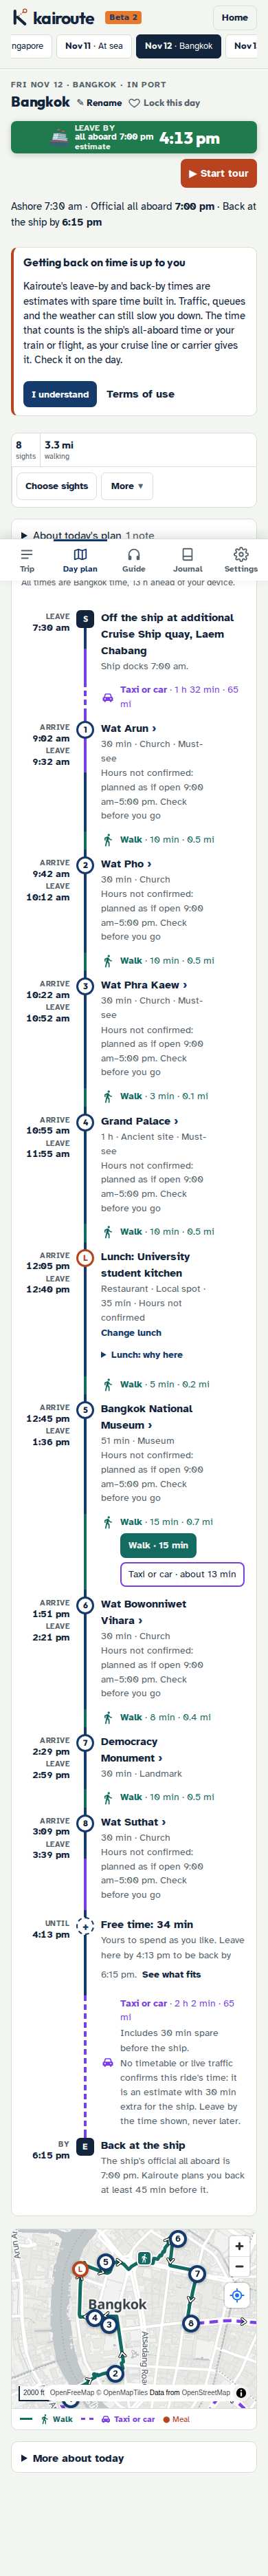 kairoute Beta 2 Home
ngapore Nov 11 · At sea Nov 12 · Bangkok Nov 1
FRI NOV 12 · BANGKOK · IN PORT
Bangkok ✎ Rename Lock this day
LEAVE BY
all aboard 7:00 pm
estimate
4:13 pm
▶ Start tour
Ashore 7:30 am · Official all aboard 7:00 pm · Back at
the ship by 6:15 pm
Getting back on time is up to you
Kairoute's leave-by and back-by times are
estimates with spare time built in. Traffic, queues
and the weather can still slow you down. The time
that counts is the ship's all-aboard time or your
train or flight, as your cruise line or carrier gives
it. Check it on the day.
I understand Terms of use
8 3.3 mi
sights walking
Choose sights More ▾
▶ About today's plan 1 note
Trip Day plan Guide Journal Settings
All times are Bangkok time, 13 h ahead of your device.
LEAVE
7:30 am
S
Off the ship at additional
Cruise Ship quay, Laem
Chabang
Ship docks 7:00 am.
Taxi or car · 1 h 32 min · 65
mi
ARRIVE
9:02 am
LEAVE
9:32 am
1
Wat Arun ›
30 min · Church · Must-
see
Hours not confirmed:
planned as if open 9:00
am–5:00 pm. Check
before you go
Walk · 10 min · 0.5 mi
ARRIVE
9:42 am
LEAVE
10:12 am
2
Wat Pho ›
30 min · Church
Hours not confirmed:
planned as if open 9:00
am–5:00 pm. Check
before you go
Walk · 10 min · 0.5 mi
ARRIVE
10:22 am
LEAVE
10:52 am
3
Wat Phra Kaew ›
30 min · Church · Must-
see
Hours not confirmed:
planned as if open 9:00
am–5:00 pm. Check
before you go
Walk · 3 min · 0.1 mi
ARRIVE
10:55 am
LEAVE
11:55 am
4
Grand Palace ›
1 h · Ancient site · Must-
see
Hours not confirmed:
planned as if open 9:00
am–5:00 pm. Check
before you go
Walk · 10 min · 0.5 mi
ARRIVE
12:05 pm
LEAVE
12:40 pm
L
Lunch: University
student kitchen
Restaurant · Local spot ·
35 min · Hours not
confirmed
Change lunch
▶ Lunch: why here
Walk · 5 min · 0.2 mi
ARRIVE
12:45 pm
LEAVE
1:36 pm
5
Bangkok National
Museum ›
51 min · Museum
Hours not confirmed:
planned as if open 9:00
am–5:00 pm. Check
before you go
Walk · 15 min · 0.7 mi
Walk · 15 min
Taxi or car · about 13 min
ARRIVE
1:51 pm
LEAVE
2:21 pm
6
Wat Bowonniwet
Vihara ›
30 min · Church
Hours not confirmed:
planned as if open 9:00
am–5:00 pm. Check
before you go
Walk · 8 min · 0.4 mi
ARRIVE
2:29 pm
LEAVE
2:59 pm
7
Democracy
Monument ›
30 min · Landmark
Walk · 10 min · 0.5 mi
ARRIVE
3:09 pm
LEAVE
3:39 pm
8
Wat Suthat ›
30 min · Church
Hours not confirmed:
planned as if open 9:00
am–5:00 pm. Check
before you go
UNTIL
4:13 pm
+
Free time: 34 min
Yours to spend as you like. Leave
here by 4:13 pm to be back by
6:15 pm. See what fits
Taxi or car · 2 h 2 min · 65
mi
Includes 30 min spare
before the ship.
No timetable or live traffic
confirms this ride's time: it
is an estimate with 30 min
extra for the ship. Leave by
the time shown, never later.
BY
6:15 pm
E
Back at the ship
The ship's official all aboard is
7:00 pm. Kairoute plans you back
at least 45 min before it.
6
5
L
7
Bangkok
4
3
8
2
Atsadang Roa
+
−
2000 ft OpenFreeMap © OpenMapTiles Data from OpenStreetMap
Walk Taxi or car Meal
▶ More about today